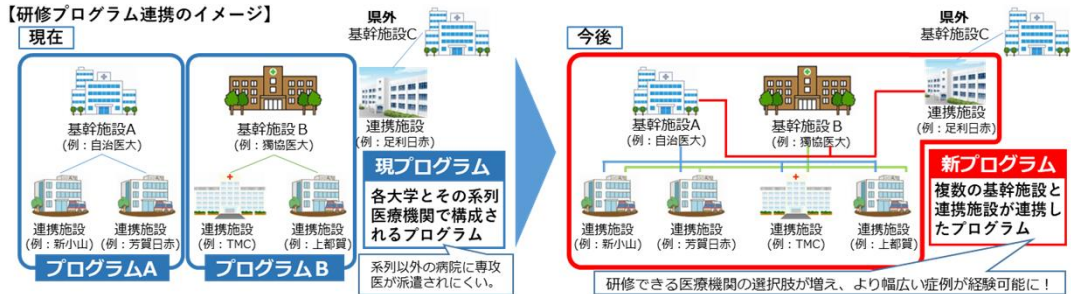 【研修プログラム連携のイメージ】
現在
県外
基幹施設C
基幹施設A
(例：自治医大)
基幹施設B
(例：獨協医大)
連携施設
(例：足利日赤)
連携施設
(例：新小山)
連携施設
(例：芳賀日赤)
連携施設
(例：TMC)
連携施設
(例：上都賀)
プログラムA
プログラムB
現プログラム
各大学とその系列
医療機関で構成さ
れるプログラム
系列以外の病院に専攻
医が派遣されにくい。
今後
県外
基幹施設C
基幹施設A
(例：自治医大)
基幹施設B
(例：獨協医大)
連携施設
(例：足利日赤)
連携施設
(例：新小山)
連携施設
(例：芳賀日赤)
連携施設
(例：TMC)
連携施設
(例：上都賀)
新プログラム
複数の基幹施設と
連携施設が連携し
たプログラム
研修できる医療機関の選択肢が増え、より幅広い症例が経験可能に！